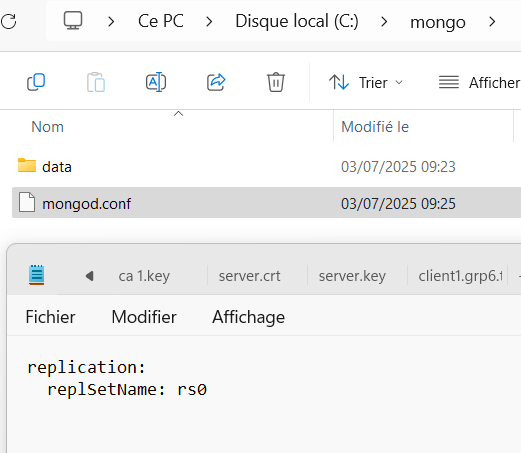 Ce PC > Disque local (C:) > mongo >
Trier Afficher
Nom Modifié le
data 03/07/2025 09:23
mongod.conf 03/07/2025 09:25
ca 1.key server.crt server.key client1.grp6.
Fichier Modifier Affichage
replication:
  replSetName: rs0